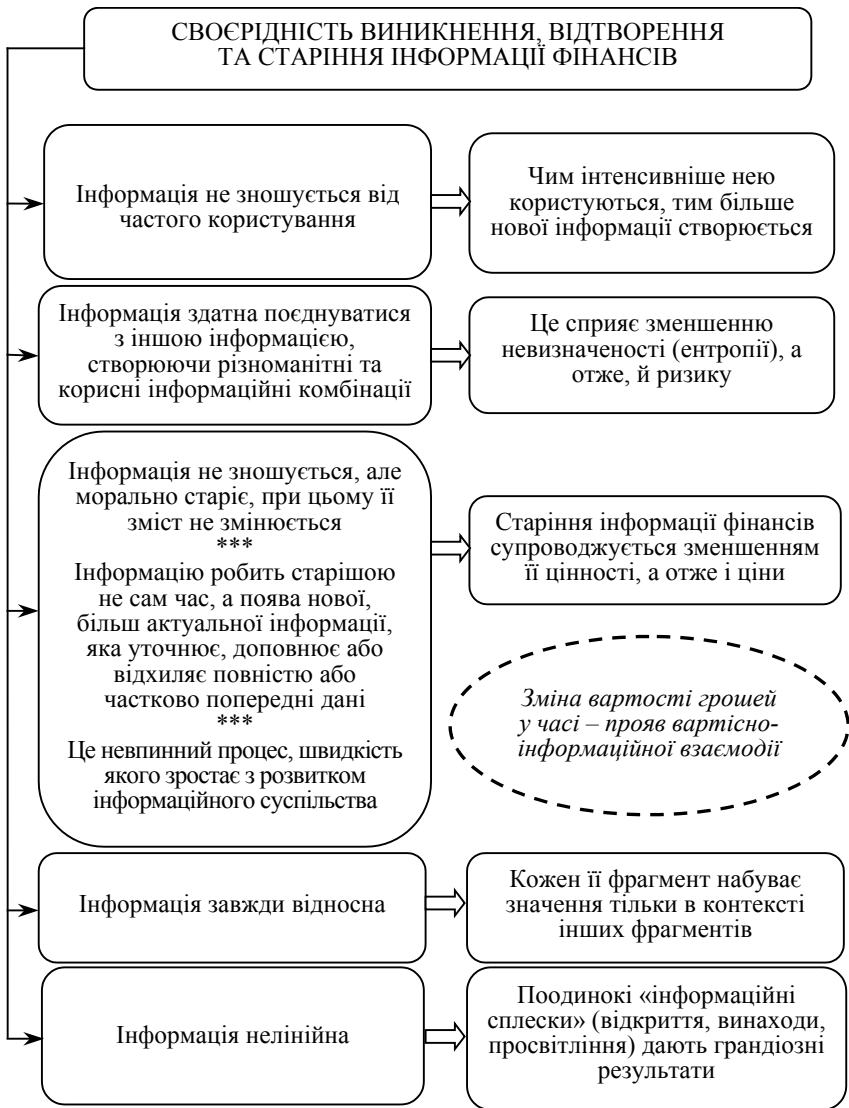 СВОЄРІДНІСТЬ ВИНИКНЕННЯ, ВІДТВОРЕННЯ
ТА СТАРІННЯ ІНФОРМАЦІЇ ФІНАНСІВ
Інформація не зношується від
частого користування
Чим інтенсивніше нею
користуються, тим більше
нової інформації створюється
Інформація здатна поєднуватися
з іншою інформацією,
створюючи різноманітні та
корисні інформаційні комбінації
Це сприяє зменшенню
невизначеності (ентропії), а
отже, й ризику
Інформація не зношується, але
морально старіє, при цьому її
зміст не змінюється
***
Інформацію робить старішою
не сам час, а поява нової,
більш актуальної інформації,
яка уточнює, доповнює або
відхиляє повністю або
частково попередні дані
***
Це невпинний процес, швидкість
якого зростає з розвитком
інформаційного суспільства
Старіння інформації фінансів
супроводжується зменшенням
її цінності, а отже і ціни
Зміна вартості грошей
у часі – прояв вартісно-
інформаційної взаємодії
Інформація завжди відносна
Кожен її фрагмент набуває
значення тільки в контексті
інших фрагментів
Інформація нелінійна
Поодинокі «інформаційні
сплески» (відкриття, винаходи,
просвітління) дають грандіозні
результати